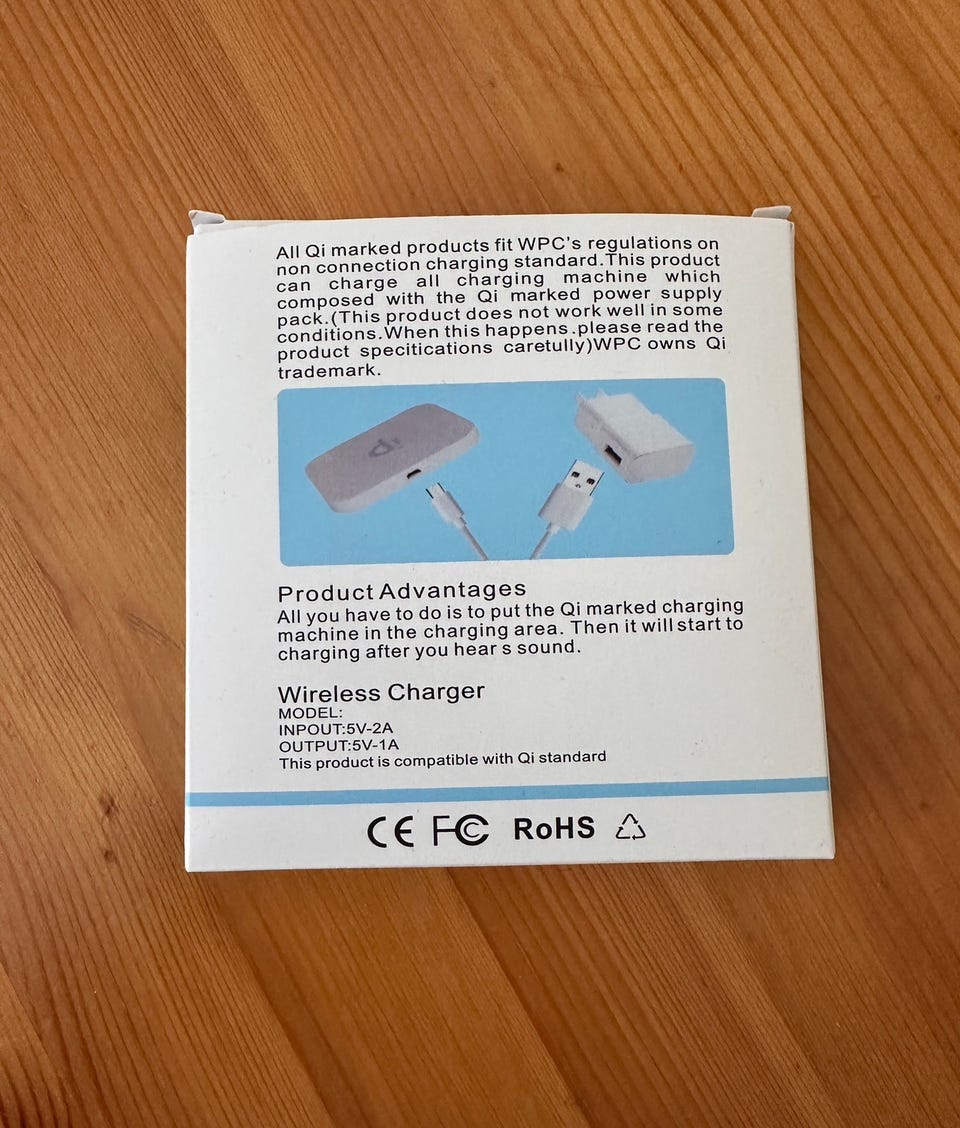 All Qi marked products fit WPC's regulations on
non connection charging standard.This product
can charge all charging machine which
composed with the Qi marked power supply
pack.(This product does not work well in some
conditions.When this happens.please read the
product specitications caretully)WPC owns Qi
trademark.
qi
Product Advantages
All you have to do is to put the Qi marked charging
machine in the charging area. Then it will start to
charging after you hear s sound.
Wireless Charger
MODEL:
INPOUT:5V-2A
OUTPUT:5V-1A
This product is compatible with Qi standard
CE FC RoHS